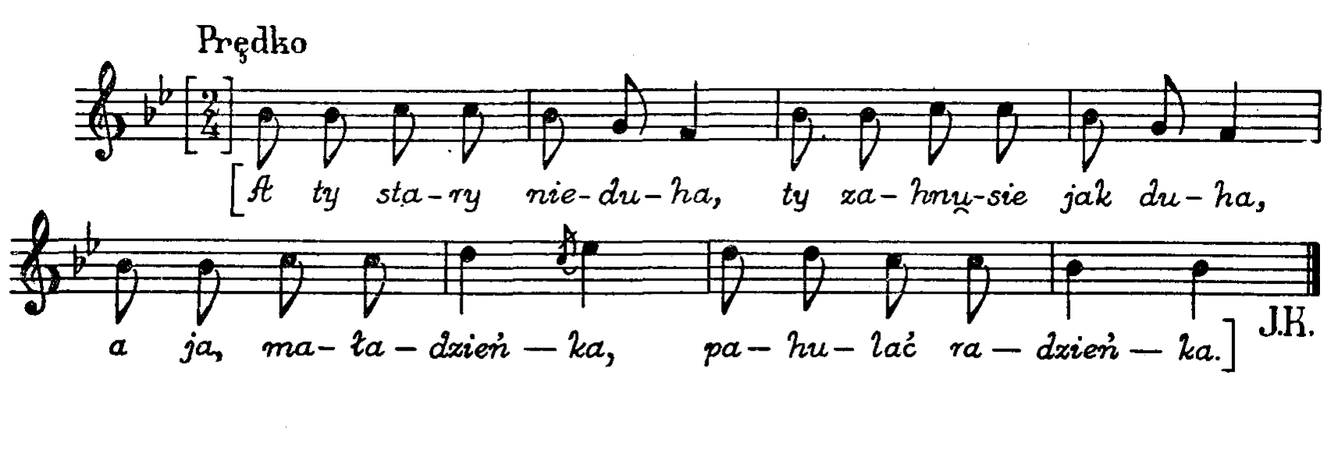 Prędko
[A ty sta-ry nie-du-ha, ty za-hnu̯-sie jak du-ha,
a ja, ma-ła-dzień-ka, pa-hu-lać ra-dzień-ka.]
J.K.